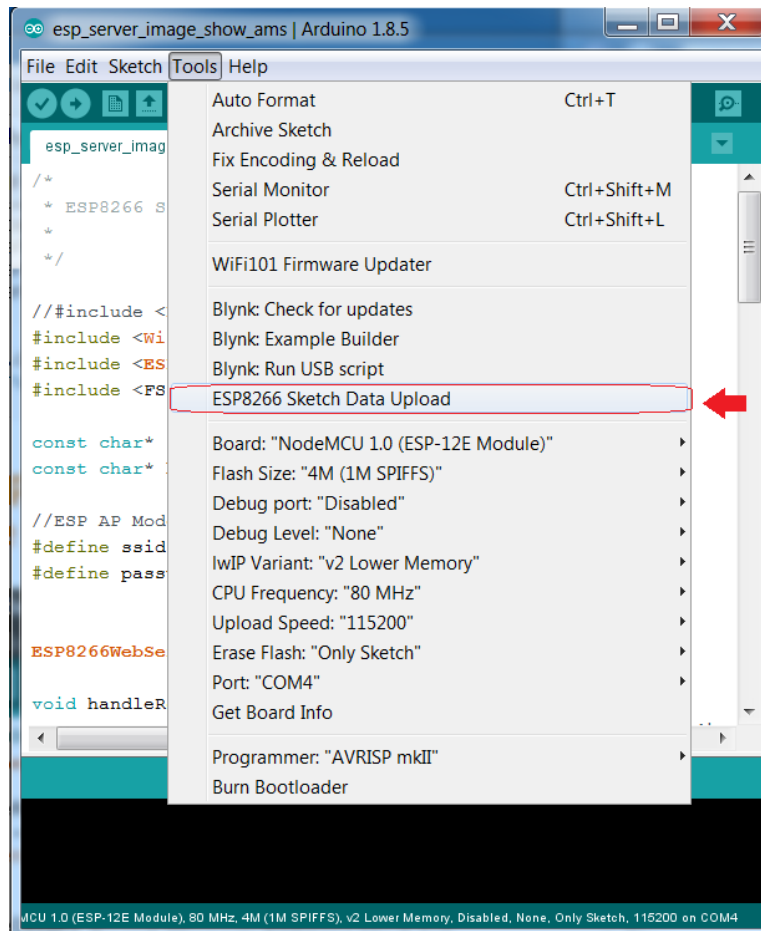 esp_server_image_show_ams | Arduino 1.8.5
File Edit Sketch Tools Help
Auto Format Ctrl+T
Archive Sketch
Fix Encoding & Reload
Serial Monitor Ctrl+Shift+M
Serial Plotter Ctrl+Shift+L
WiFi101 Firmware Updater
Blynk: Check for updates
Blynk: Example Builder
Blynk: Run USB script
ESP8266 Sketch Data Upload
Board: "NodeMCU 1.0 (ESP-12E Module)"
Flash Size: "4M (1M SPIFFS)"
Debug port: "Disabled"
Debug Level: "None"
lwIP Variant: "v2 Lower Memory"
CPU Frequency: "80 MHz"
Upload Speed: "115200"
Erase Flash: "Only Sketch"
Port: "COM4"
Get Board Info
Programmer: "AVRISP mkII"
Burn Bootloader
esp_server_imag
/*
* ESP8266 S
*
*/
//#include <
#include <Wi
#include <ES
#include <FS
const char*
const char*
//ESP AP Mod
#define ssid
#define pass
ESP8266WebSe
void handleR
MCU 1.0 (ESP-12E Module), 80 MHz, 4M (1M SPIFFS), v2 Lower Memory, Disabled, None, Only Sketch, 115200 on COM4